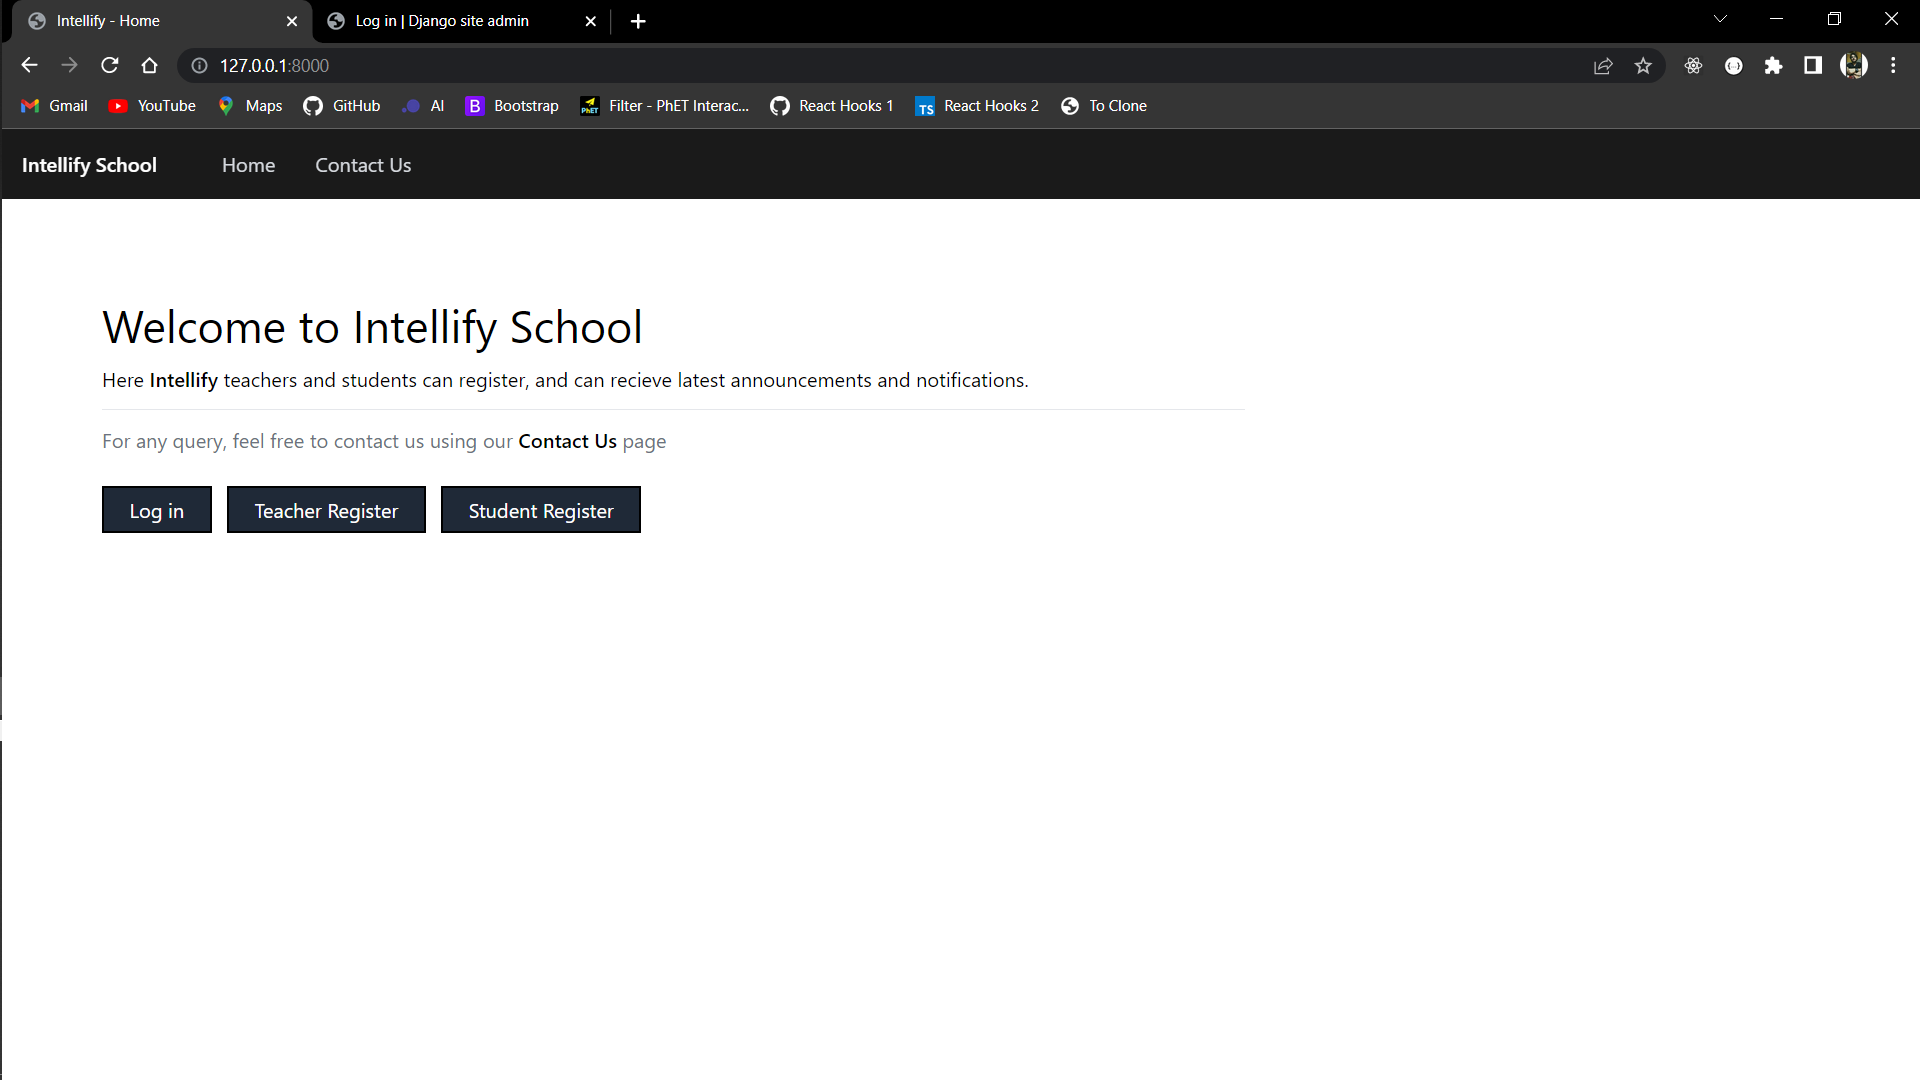 Intellify - Home
Log in | Django site admin
127.0.0.1:8000
Gmail YouTube Maps GitHub AI Bootstrap Filter - PhET Interac... React Hooks 1 React Hooks 2 To Clone
Intellify School Home Contact Us
Welcome to Intellify School
Here Intellify teachers and students can register, and can recieve latest announcements and notifications.
For any query, feel free to contact us using our Contact Us page
Log in Teacher Register Student Register